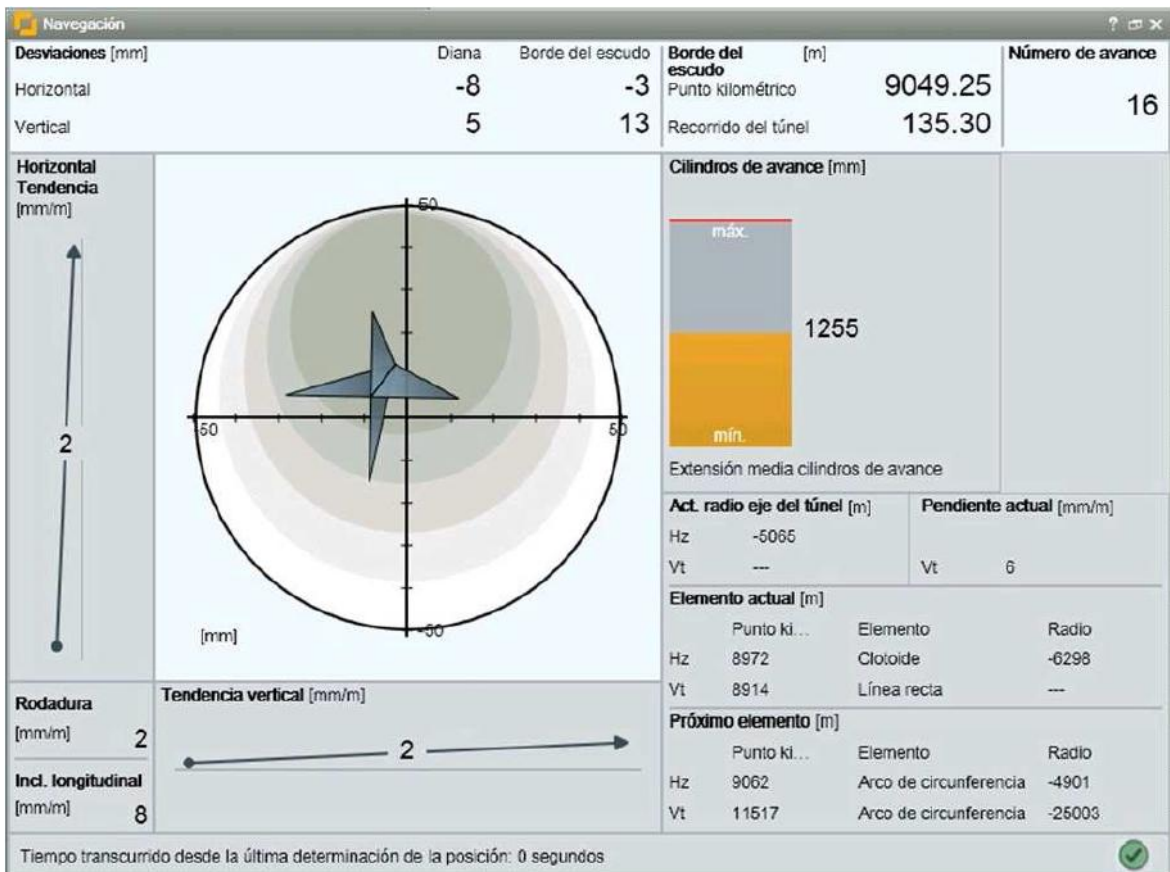 Navegación
Desviaciones [mm] Diana Borde del escudo
Horizontal -8 -3
Vertical 5 13
Borde del escudo [m]
Punto kilométrico 9049.25
Recorrido del túnel 135.30
Número de avance
16
Horizontal
Tendencia
[mm/m]
2
50
-50 50
-50
[mm]
Cilindros de avance [mm]
máx.
1255
mín.
Extensión media cilindros de avance
Act. radio eje del túnel [m] Pendiente actual [mm/m]
Hz -5065
Vt --- Vt 6
Elemento actual [m]
Punto ki... Elemento Radio
Hz 8972 Clotoide -6298
Vt 8914 Línea recta ---
Próximo elemento [m]
Punto ki... Elemento Radio
Hz 9062 Arco de circunferencia -4901
Vt 11517 Arco de circunferencia -25003
Rodadura
[mm/m] 2
Incl. longitudinal
[mm/m] 8
Tendencia vertical [mm/m]
2
Tiempo transcurrido desde la última determinación de la posición: 0 segundos